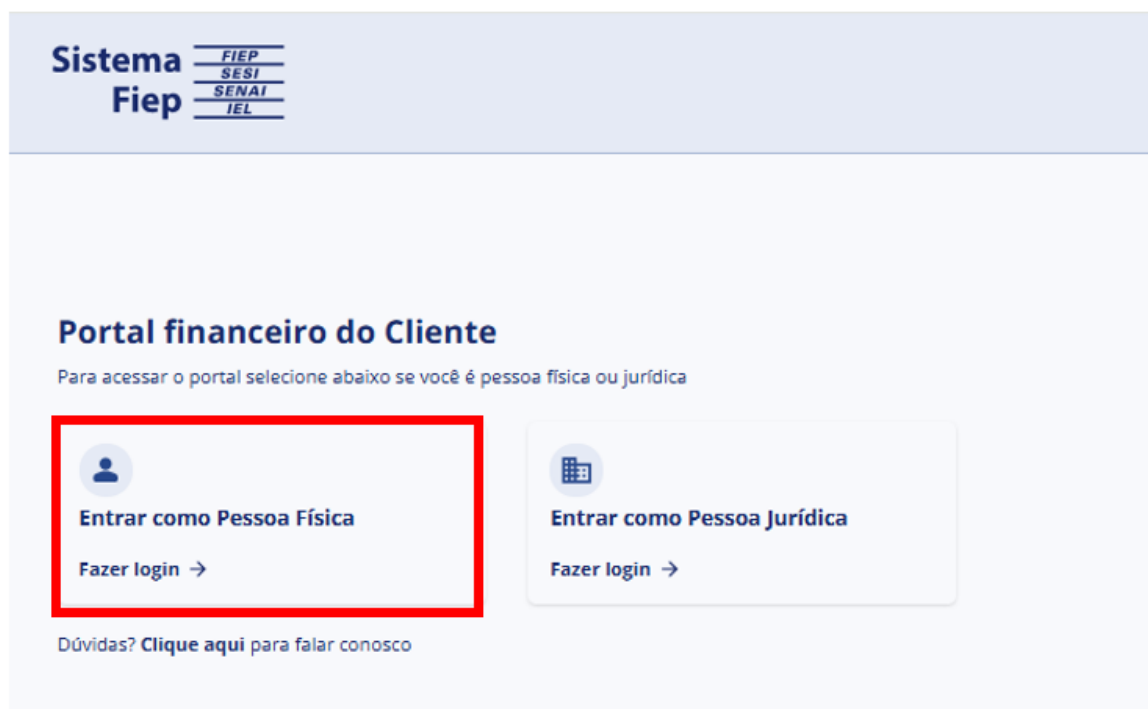 Sistema
Fiep
FIEP
SESI
SENAI
IEL
Portal financeiro do Cliente
Para acessar o portal selecione abaixo se você é pessoa física ou jurídica
Entrar como Pessoa Física
Fazer login →
Entrar como Pessoa Jurídica
Fazer login →
Dúvidas? Clique aqui para falar conosco